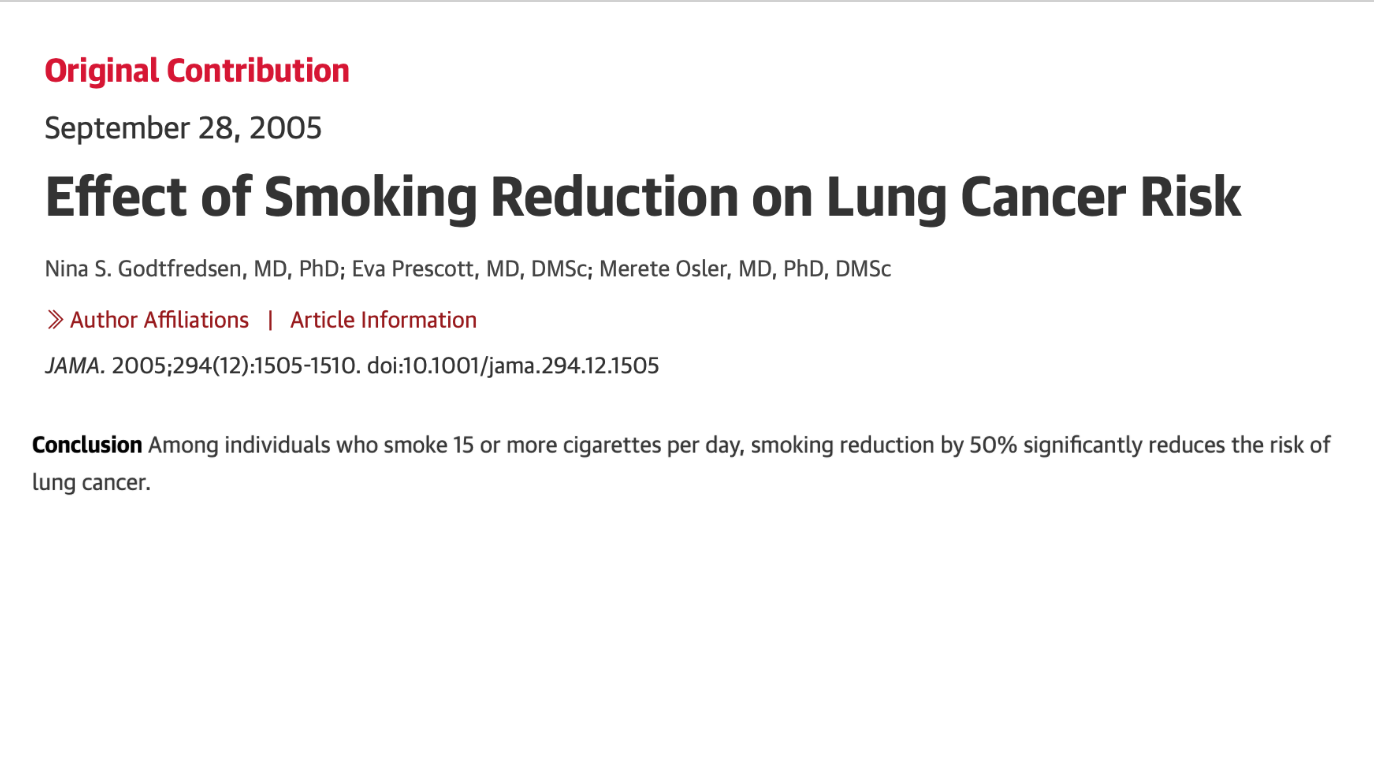 Original Contribution
September 28, 2005
Effect of Smoking Reduction on Lung Cancer Risk
Nina S. Godtfredsen, MD, PhD; Eva Prescott, MD, DMSc; Merete Osler, MD, PhD, DMSc
Author Affiliations | Article Information
JAMA. 2005;294(12):1505-1510. doi:10.1001/jama.294.12.1505
Conclusion Among individuals who smoke 15 or more cigarettes per day, smoking reduction by 50% significantly reduces the risk of
lung cancer.